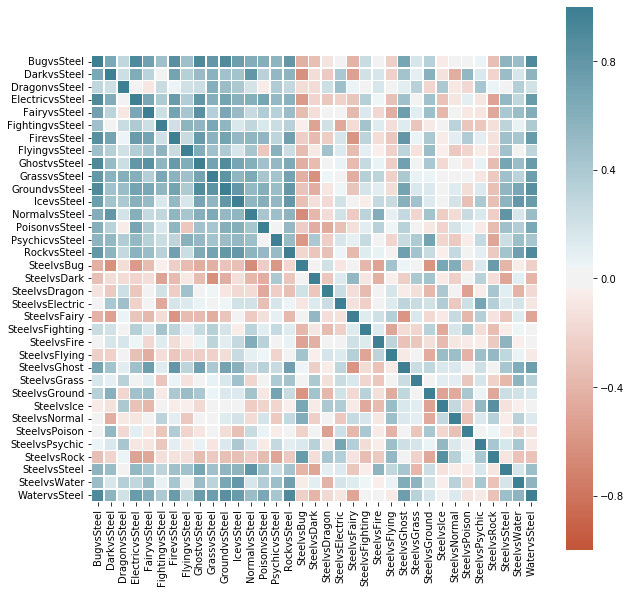 BugvsSteel
DarkvsSteel
DragonvsSteel
ElectricvsSteel
FairyvsSteel
FightingvsSteel
FirevsSteel
FlyingvsSteel
GhostvsSteel
GrassvsSteel
GroundvsSteel
IcevsSteel
NormalvsSteel
PoisonvsSteel
PsychicvsSteel
RockvsSteel
SteelvsBug
SteelvsDark
SteelvsDragon
SteelvsElectric
SteelvsFairy
SteelvsFighting
SteelvsFire
SteelvsFlying
SteelvsGhost
SteelvsGrass
SteelvsGround
SteelvsIce
SteelvsNormal
SteelvsPoison
SteelvsPsychic
SteelvsRock
SteelvsSteel
SteelvsWater
WatervsSteel
BugvsSteel
DarkvsSteel
DragonvsSteel
ElectricvsSteel
FairyvsSteel
FightingvsSteel
FirevsSteel
FlyingvsSteel
GhostvsSteel
GrassvsSteel
GroundvsSteel
IcevsSteel
NormalvsSteel
PoisonvsSteel
PsychicvsSteel
RockvsSteel
SteelvsBug
SteelvsDark
SteelvsDragon
SteelvsElectric
SteelvsFairy
SteelvsFighting
SteelvsFire
SteelvsFlying
SteelvsGhost
SteelvsGrass
SteelvsGround
SteelvsIce
SteelvsNormal
SteelvsPoison
SteelvsPsychic
SteelvsRock
SteelvsSteel
SteelvsWater
WatervsSteel
0.8
0.4
0.0
−0.4
−0.8